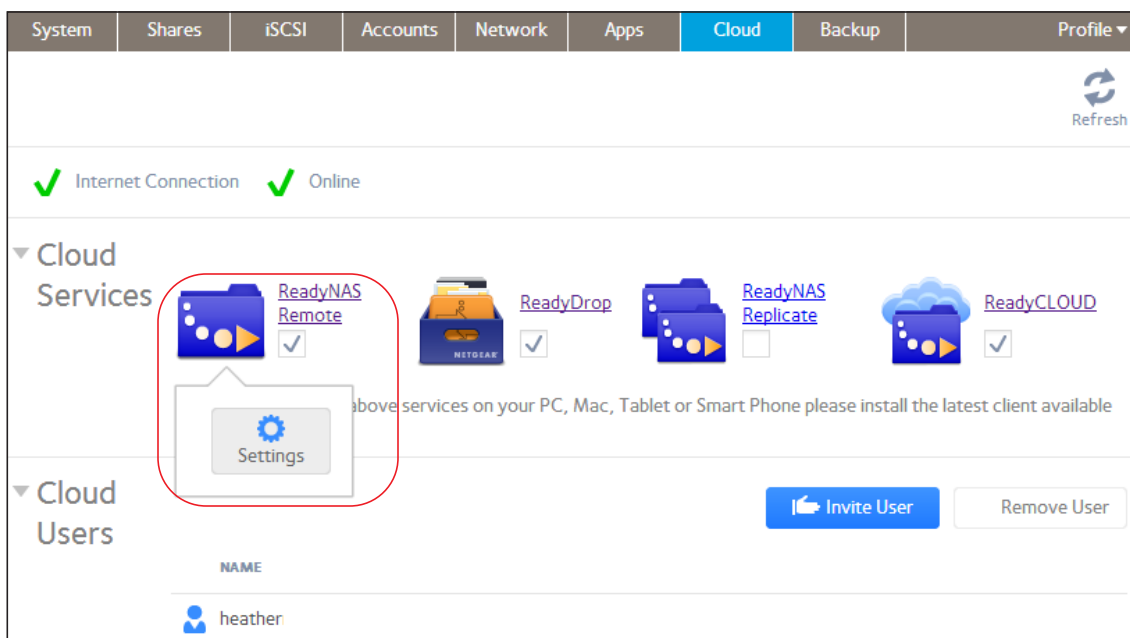 System Shares iSCSI Accounts Network Apps Cloud Backup Profile
Refresh
Internet Connection Online
Cloud
Services
ReadyNAS
Remote
ReadyDrop
NETGEAR
ReadyNAS
Replicate
ReadyCLOUD
above services on your PC, Mac, Tablet or Smart Phone please install the latest client available
Settings
Cloud
Users
Invite User Remove User
NAME
heather